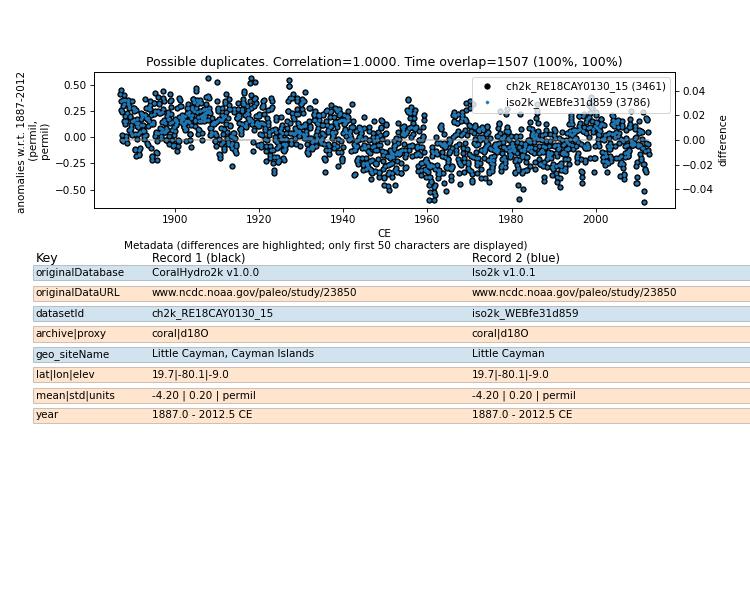 Possible duplicates. Correlation=1.0000. Time overlap=1507 (100%, 100%)
anomalies w.r.t. 1887-2012
(permil,
permil)
0.50
0.25
0.00
−0.25
−0.50
ch2k_RE18CAY0130_15 (3461)
iso2k_WEBfe31d859 (3786)
0.04
0.02
0.00
−0.02
−0.04
difference
1900 1920 1940 1960 1980 2000
CE
Metadata (differences are highlighted; only first 50 characters are displayed)
Key Record 1 (black) Record 2 (blue)
originalDatabase CoralHydro2k v1.0.0 Iso2k v1.0.1
originalDataURL www.ncdc.noaa.gov/paleo/study/23850 www.ncdc.noaa.gov/paleo/study/23850
datasetId ch2k_RE18CAY0130_15 iso2k_WEBfe31d859
archive|proxy coral|d18O coral|d18O
geo_siteName Little Cayman, Cayman Islands Little Cayman
lat|lon|elev 19.7|-80.1|-9.0 19.7|-80.1|-9.0
mean|std|units -4.20 | 0.20 | permil -4.20 | 0.20 | permil
year 1887.0 - 2012.5 CE 1887.0 - 2012.5 CE